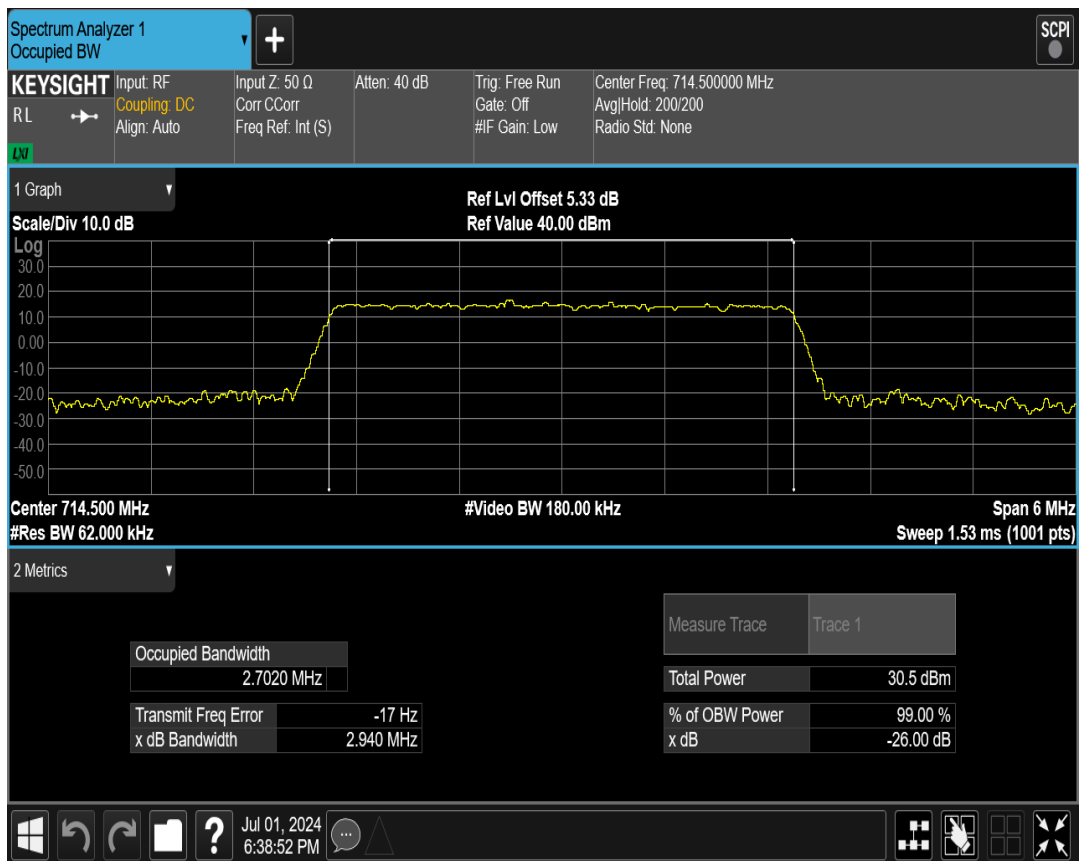 Spectrum Analyzer 1
Occupied BW
+
SCPI
KEYSIGHT
RL
LXI
Input: RF
Coupling: DC
Align: Auto
Input Z: 50 Ω
Corr CCorr
Freq Ref: Int (S)
Atten: 40 dB
Trig: Free Run
Gate: Off
#IF Gain: Low
Center Freq: 714.500000 MHz
Avg|Hold: 200/200
Radio Std: None
1 Graph
Scale/Div 10.0 dB
Ref Lvl Offset 5.33 dB
Ref Value 40.00 dBm
Log
30.0
20.0
10.0
0.00
-10.0
-20.0
-30.0
-40.0
-50.0
Center 714.500 MHz
#Res BW 62.000 kHz
#Video BW 180.00 kHz
Span 6 MHz
Sweep 1.53 ms (1001 pts)
2 Metrics
Measure Trace Trace 1
Occupied Bandwidth
2.7020 MHz
Total Power 30.5 dBm
Transmit Freq Error -17 Hz
x dB Bandwidth 2.940 MHz
% of OBW Power 99.00 %
x dB -26.00 dB
?
Jul 01, 2024
6:38:52 PM